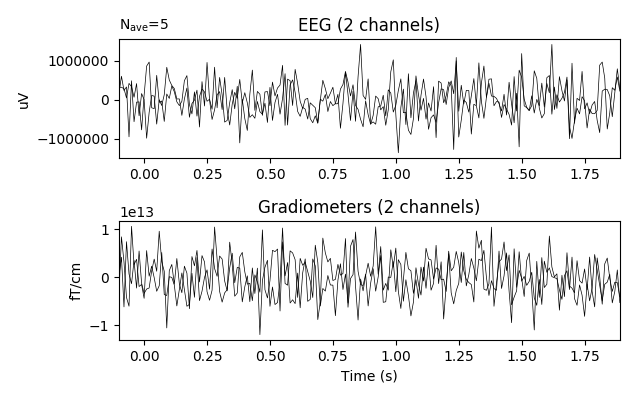 N_ave=5
EEG (2 channels)
uV
1000000
0
−1000000
0.00 0.25 0.50 0.75 1.00 1.25 1.50 1.75
1e13
Gradiometers (2 channels)
fT/cm
1
0
−1
0.00 0.25 0.50 0.75 1.00 1.25 1.50 1.75
Time (s)